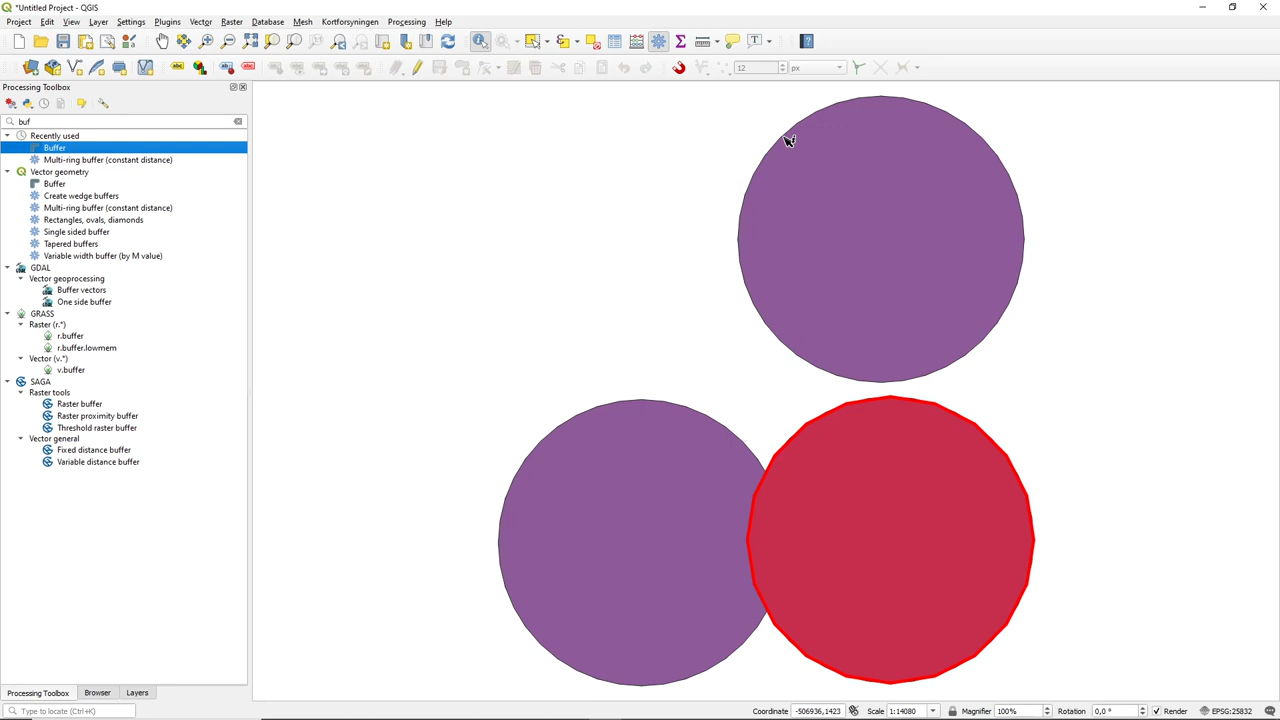 *Untitled Project - QGIS
Project Edit View Layer Settings Plugins Vector Raster Database Mesh Kortforsyningen Processing Help
12 px
Processing Toolbox
buf
Recently used
Buffer
Multi-ring buffer (constant distance)
Vector geometry
Buffer
Create wedge buffers
Multi-ring buffer (constant distance)
Rectangles, ovals, diamonds
Single sided buffer
Tapered buffers
Variable width buffer (by M value)
GDAL
Vector geoprocessing
Buffer vectors
One side buffer
GRASS
Raster (r.*)
r.buffer
r.buffer.lowmem
Vector (v.*)
v.buffer
SAGA
Raster tools
Raster buffer
Raster proximity buffer
Threshold raster buffer
Vector general
Fixed distance buffer
Variable distance buffer
Processing Toolbox Browser Layers
Type to locate (Ctrl+K) Coordinate -506936,1423 Scale 1:14080 Magnifier 100% Rotation 0,0 ° Render EPSG:25832